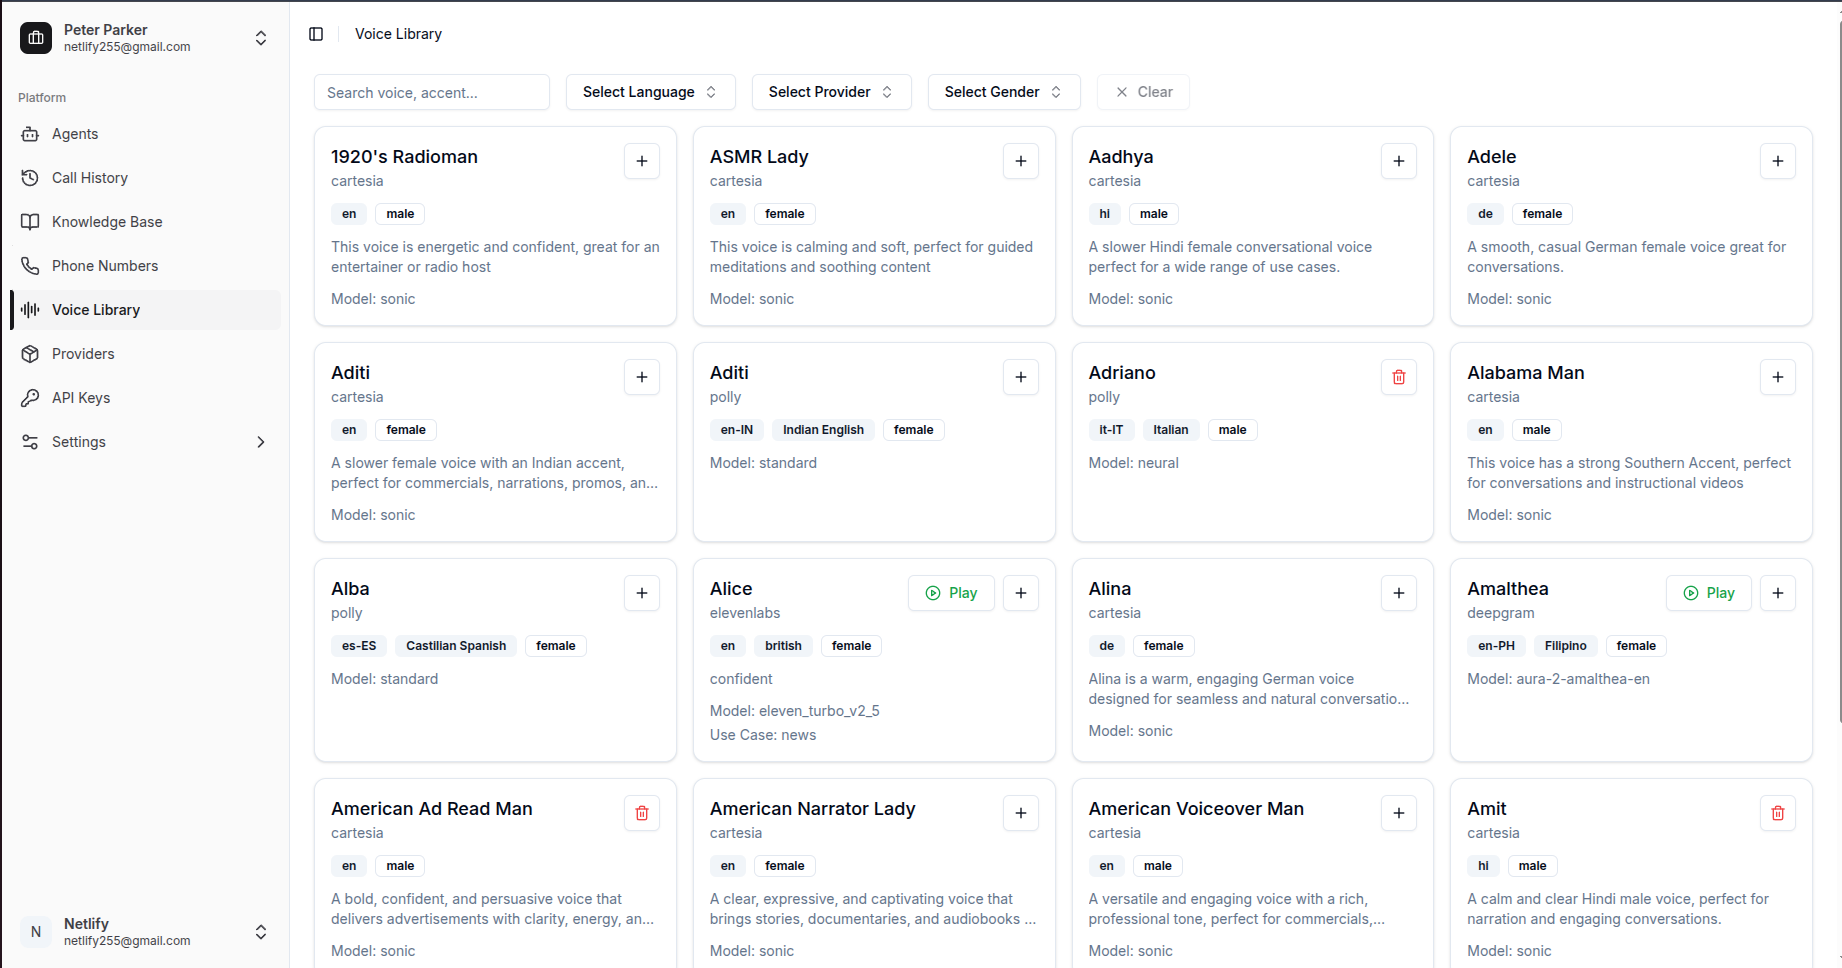 Peter Parker
netlify255@gmail.com
Platform
Agents
Call History
Knowledge Base
Phone Numbers
Voice Library
Providers
API Keys
Settings
N
Netlify
netlify255@gmail.com
Voice Library
Search voice, accent...
Select Language
Select Provider
Select Gender
Clear
1920's Radioman
cartesia
en male
This voice is energetic and confident, great for an
entertainer or radio host
Model: sonic
ASMR Lady
cartesia
en female
This voice is calming and soft, perfect for guided
meditations and soothing content
Model: sonic
Aadhya
cartesia
hi male
A slower Hindi female conversational voice
perfect for a wide range of use cases.
Model: sonic
Adele
cartesia
de female
A smooth, casual German female voice great for
conversations.
Model: sonic
Aditi
cartesia
en female
A slower female voice with an Indian accent,
perfect for commercials, narrations, promos, an...
Model: sonic
Aditi
polly
en-IN Indian English female
Model: standard
Adriano
polly
it-IT Italian male
Model: neural
Alabama Man
cartesia
en male
This voice has a strong Southern Accent, perfect
for conversations and instructional videos
Model: sonic
Alba
polly
es-ES Castilian Spanish female
Model: standard
Alice
Play
elevenlabs
en british female
confident
Model: eleven_turbo_v2_5
Use Case: news
Alina
cartesia
de female
Alina is a warm, engaging German voice
designed for seamless and natural conversatio...
Model: sonic
Amalthea
Play
deepgram
en-PH Filipino female
Model: aura-2-amalthea-en
American Ad Read Man
cartesia
en male
A bold, confident, and persuasive voice that
delivers advertisements with clarity, energy, an...
Model: sonic
American Narrator Lady
cartesia
en female
A clear, expressive, and captivating voice that
brings stories, documentaries, and audiobooks ...
Model: sonic
American Voiceover Man
cartesia
en male
A versatile and engaging voice with a rich,
professional tone, perfect for commercials,...
Model: sonic
Amit
cartesia
hi male
A calm and clear Hindi male voice, perfect for
narration and engaging conversations.
Model: sonic